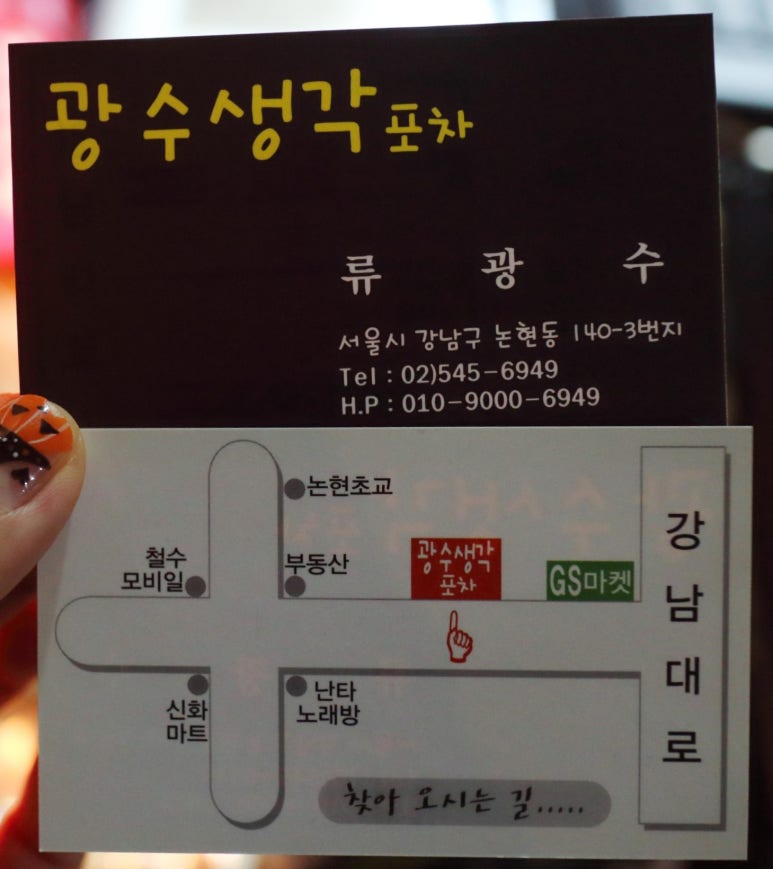 광수생각 포차
류 광 수
서울시 강남구 논현동 140-3번지
Tel : 02)545-6949
H.P : 010-9000-6949
논현초교
철수
모비일
부동산
광수생각
포차
GS마켓
강
남
대
로
신화
마트
난타
노래방
찾아 오시는 길.....